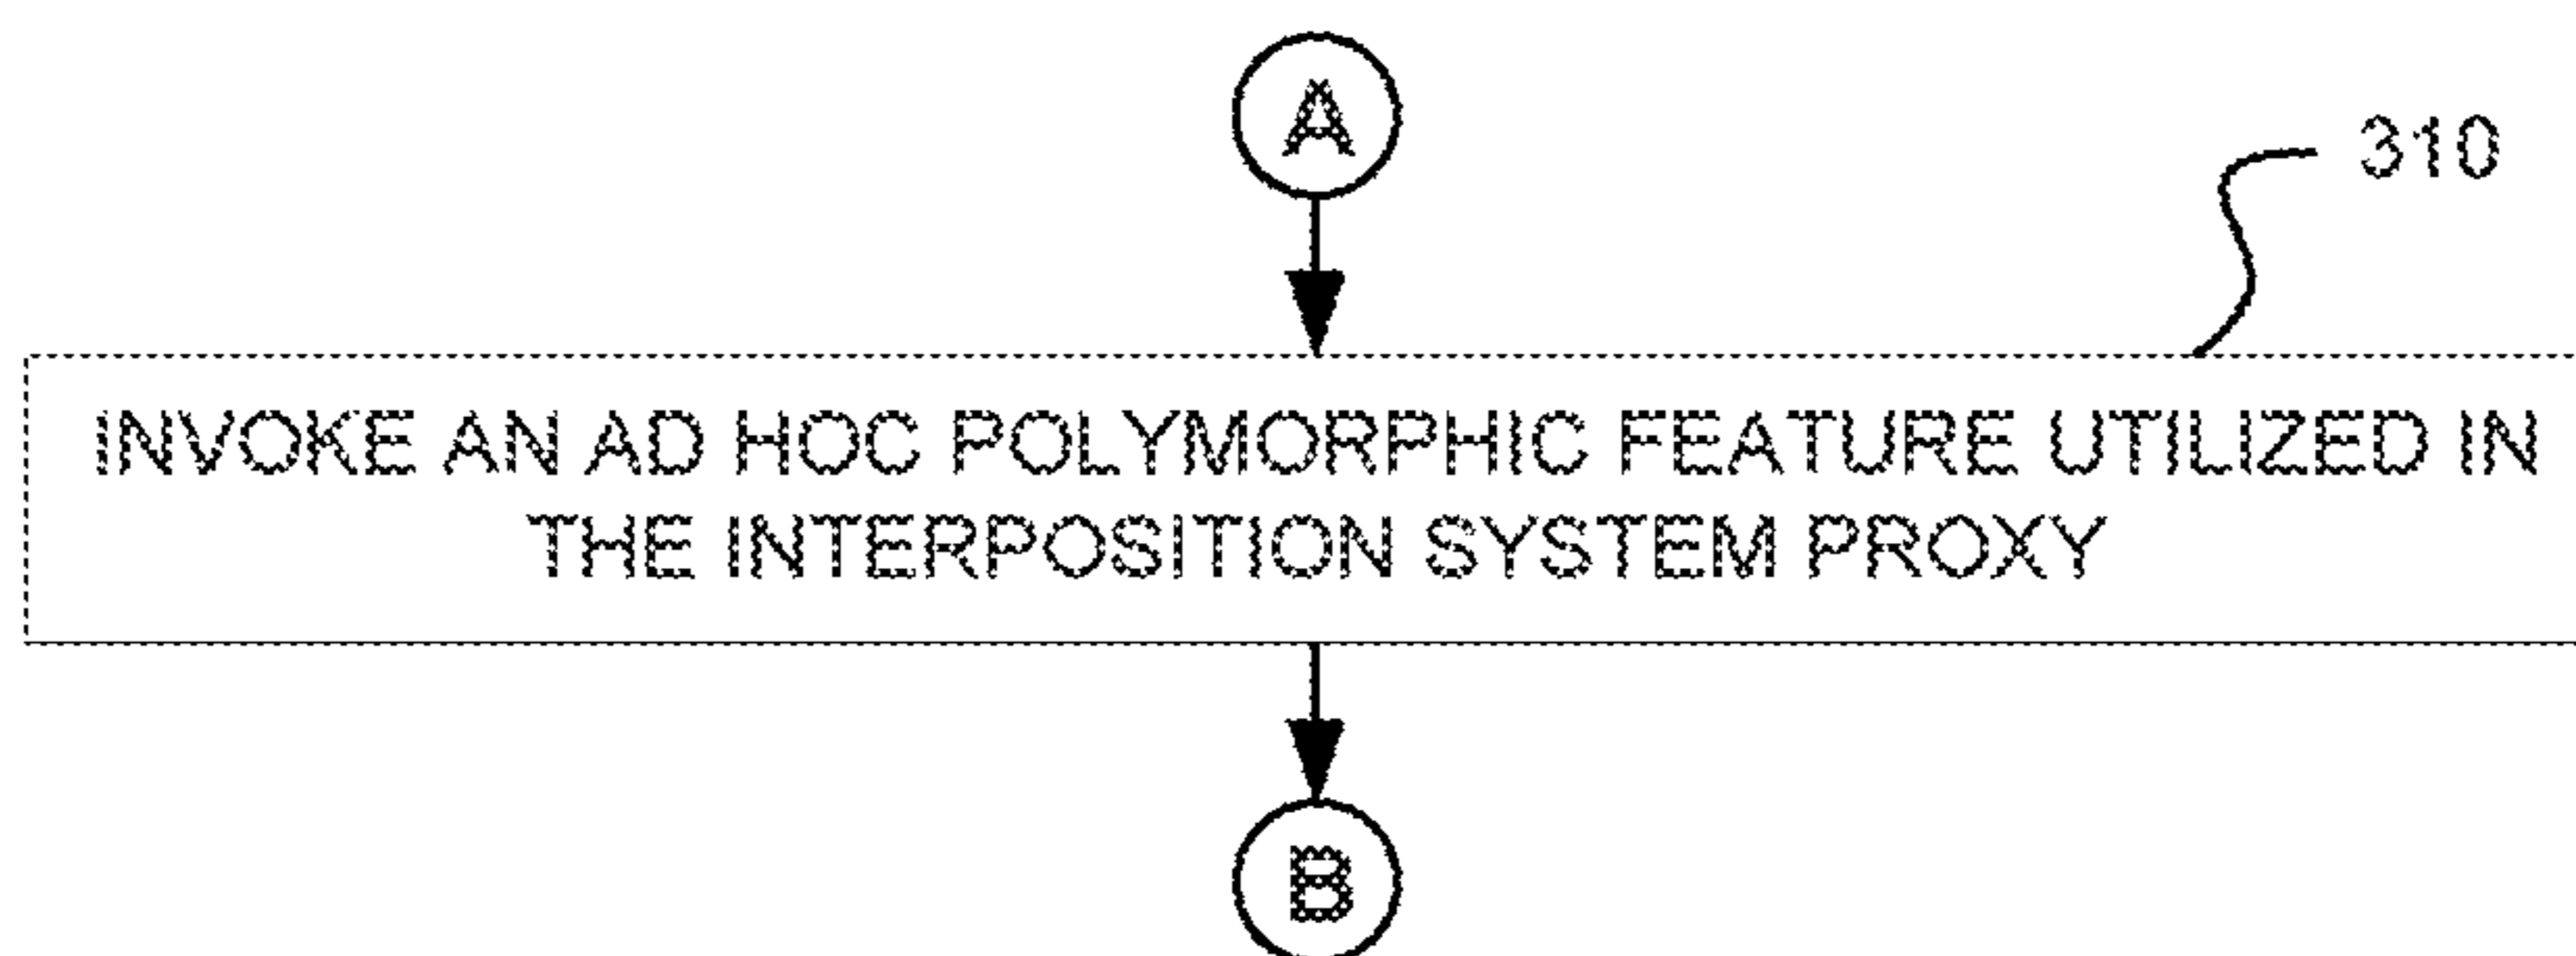 A
310
INVOKE AN AD HOC POLYMORPHIC FEATURE UTILIZED IN
THE INTERPOSITION SYSTEM PROXY
B